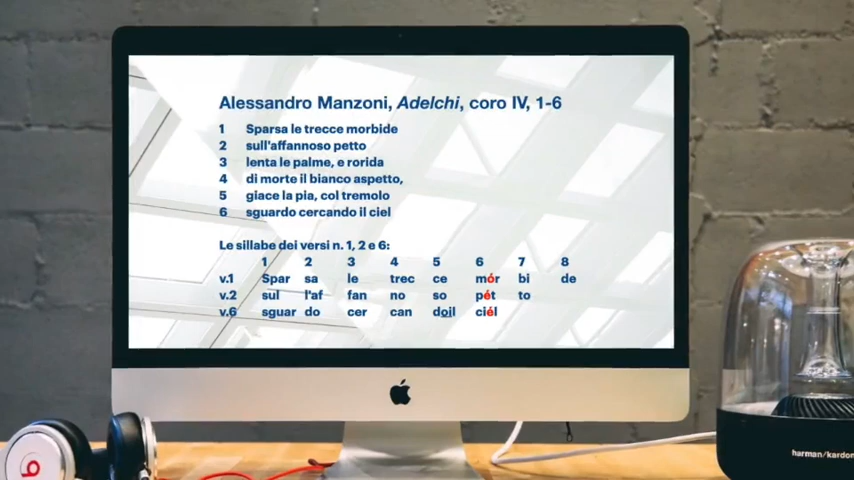 Alessandro Manzoni, Adelchi, coro IV, 1-6
1 Sparsa le trecce morbide
2 sull'affannoso petto
3 lenta le palme, e rorida
4 di morte il bianco aspetto,
5 giace la pia, col tremolo
6 sguardo cercando il ciel
Le sillabe dei versi n. 1, 2 e 6:
1 2 3 4 5 6 7 8
v.1 Spar sa le trec ce mór bi de
v.2 sul l'af fan no so pét to
v.6 sguar do cer can doil ciél
harman/kardon